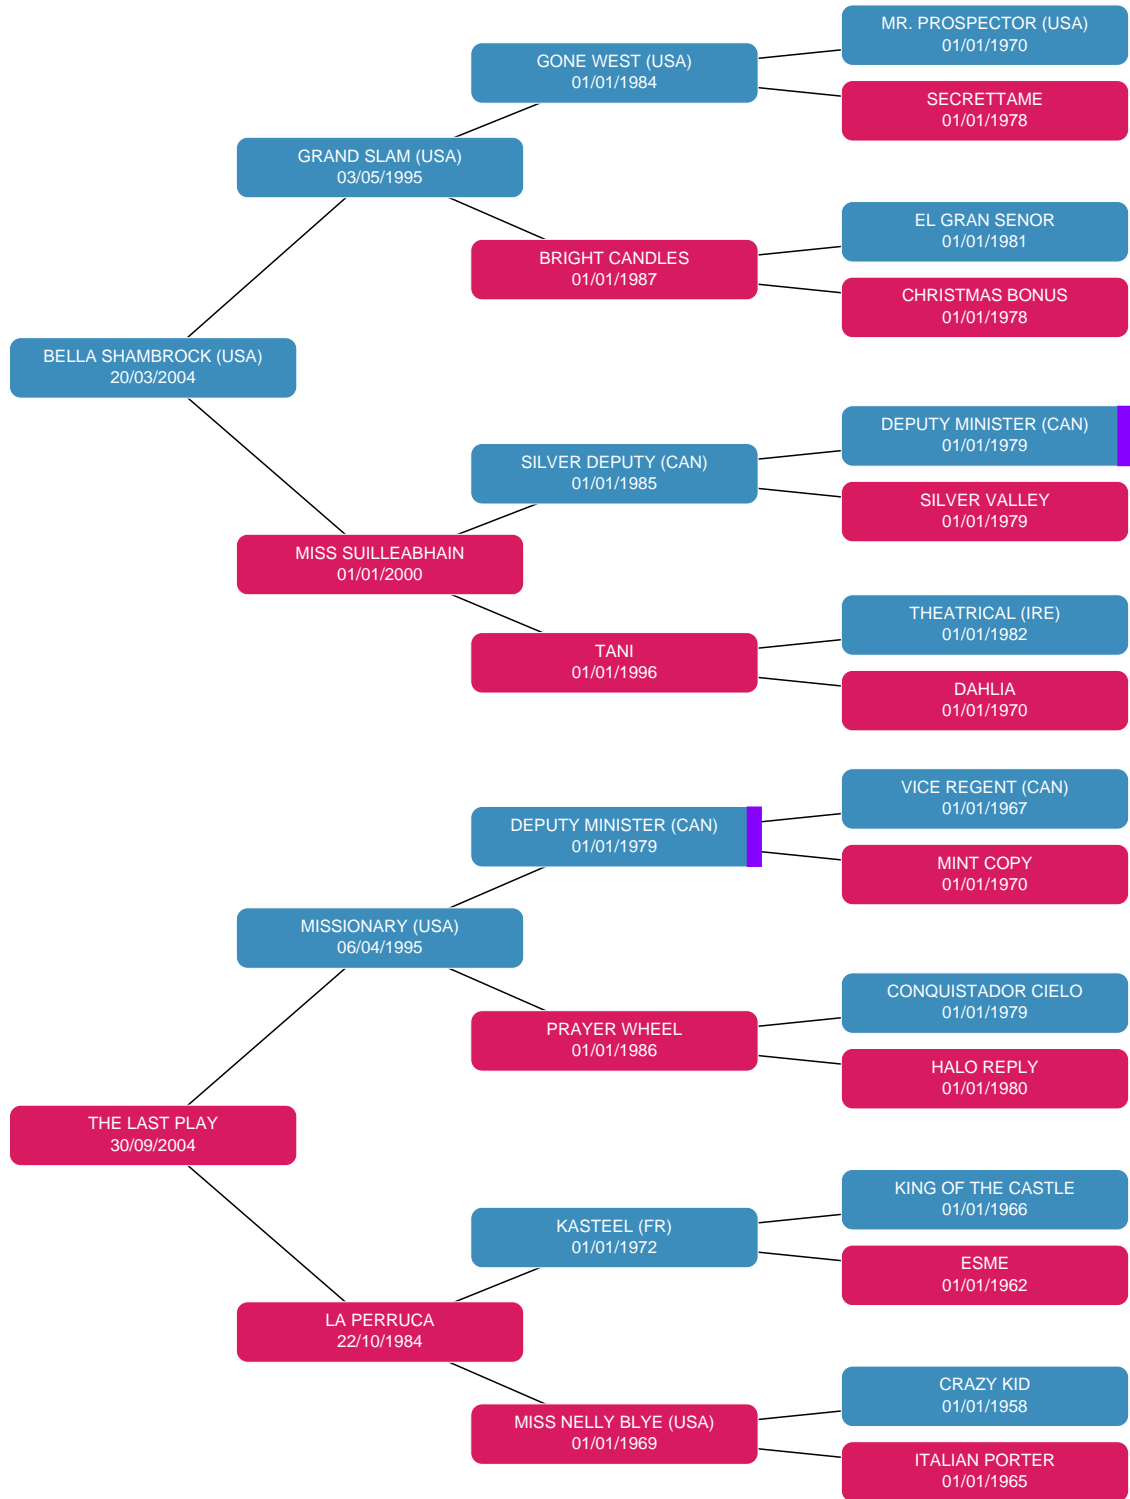 MR. PROSPECTOR (USA)
01/01/1970
GONE WEST (USA)
01/01/1984
SECRETTAME
01/01/1978
GRAND SLAM (USA)
03/05/1995
EL GRAN SENOR
01/01/1981
BRIGHT CANDLES
01/01/1987
CHRISTMAS BONUS
01/01/1978
BELLA SHAMBROCK (USA)
20/03/2004
DEPUTY MINISTER (CAN)
01/01/1979
SILVER DEPUTY (CAN)
01/01/1985
SILVER VALLEY
01/01/1979
MISS SUILLEABHAIN
01/01/2000
THEATRICAL (IRE)
01/01/1982
TANI
01/01/1996
DAHLIA
01/01/1970
VICE REGENT (CAN)
01/01/1967
DEPUTY MINISTER (CAN)
01/01/1979
MINT COPY
01/01/1970
MISSIONARY (USA)
06/04/1995
CONQUISTADOR CIELO
01/01/1979
PRAYER WHEEL
01/01/1986
HALO REPLY
01/01/1980
THE LAST PLAY
30/09/2004
KING OF THE CASTLE
01/01/1966
KASTEEL (FR)
01/01/1972
ESME
01/01/1962
LA PERRUCA
22/10/1984
CRAZY KID
01/01/1958
MISS NELLY BLYE (USA)
01/01/1969
ITALIAN PORTER
01/01/1965